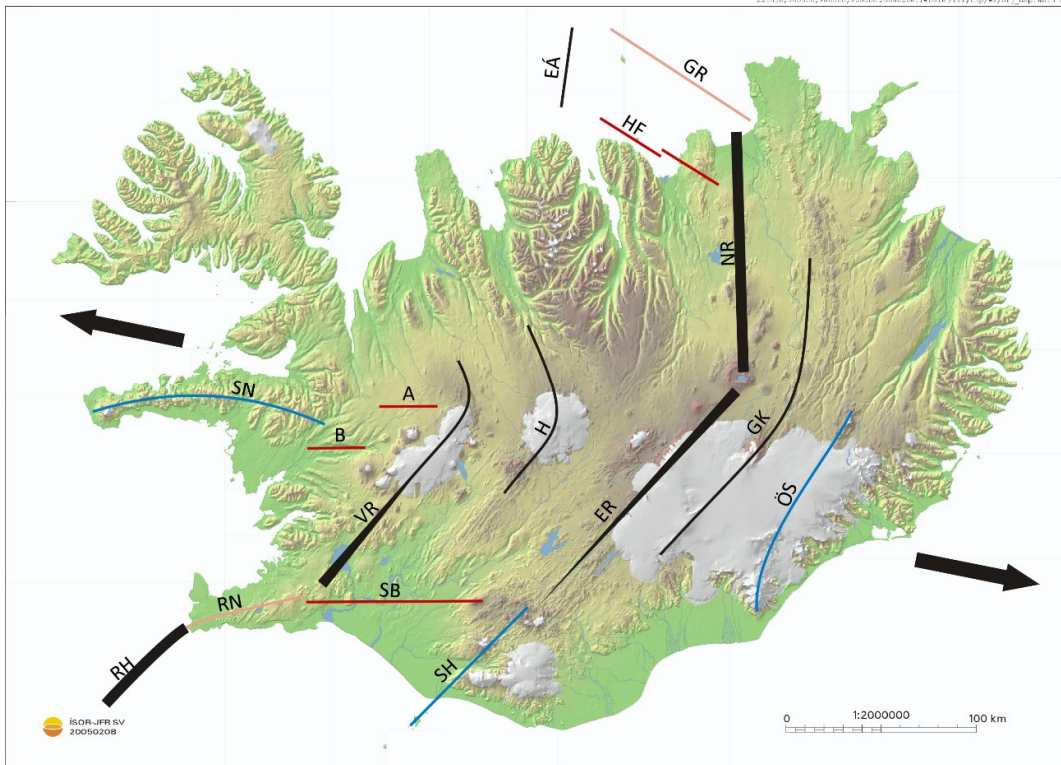 EÁ
GR
HF
NR
SN
A
B
H
GK
VR
ER
ÖS
RN
SB
RH
SH
ÍSOR-JFR SV
20050208
1:2000000
0 100 km